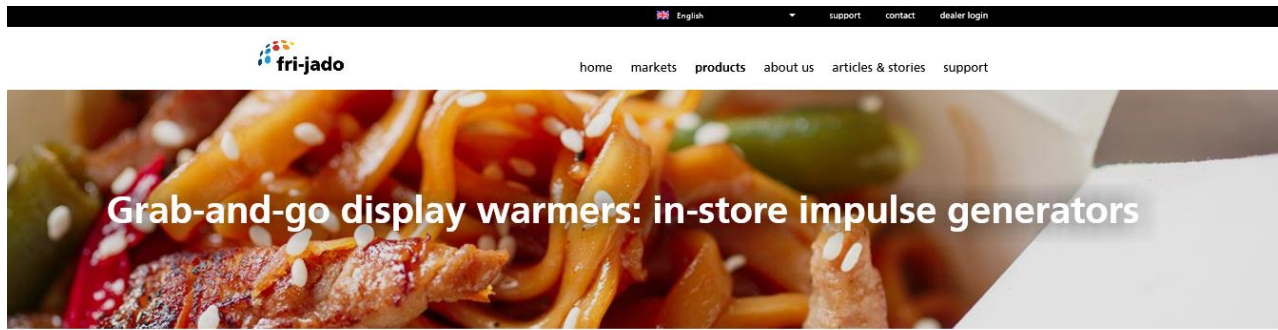 English support contact dealer login
fri-jado
home markets products about us articles & stories support
Grab-and-go display warmers: in-store impulse generators